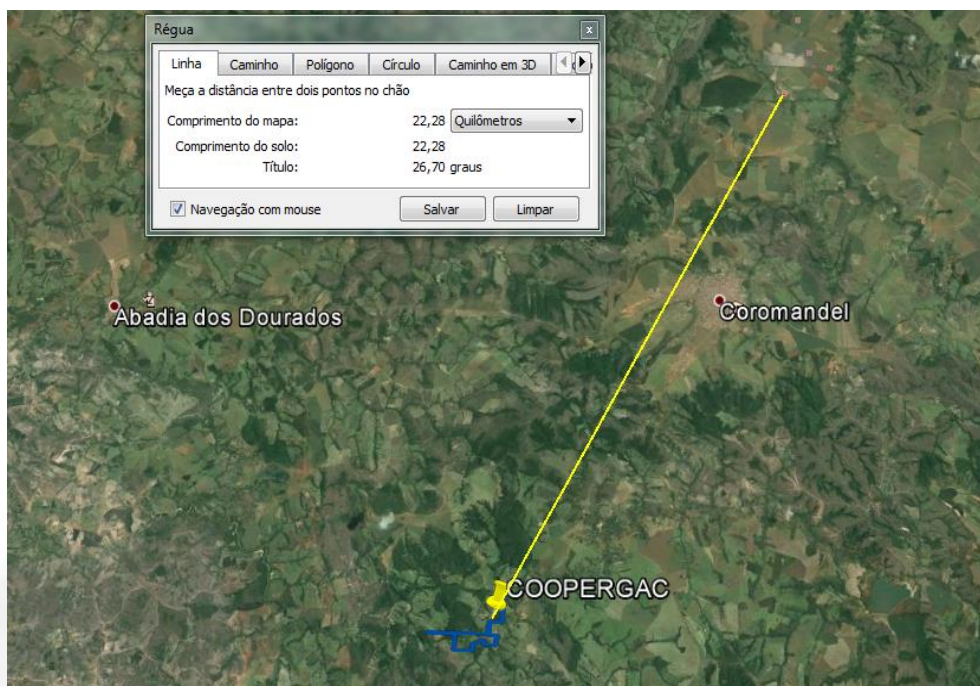 Régua
x
Linha Caminho Polígono Círculo Caminho em 3D
Meça a distância entre dois pontos no chão
Comprimento do mapa: 22,28 Quilômetros
Comprimento do solo: 22,28
Título: 26,70 graus
Navegação com mouse Salvar Limpar
Abadia dos Dourados
Coromandel
COOPERGAC